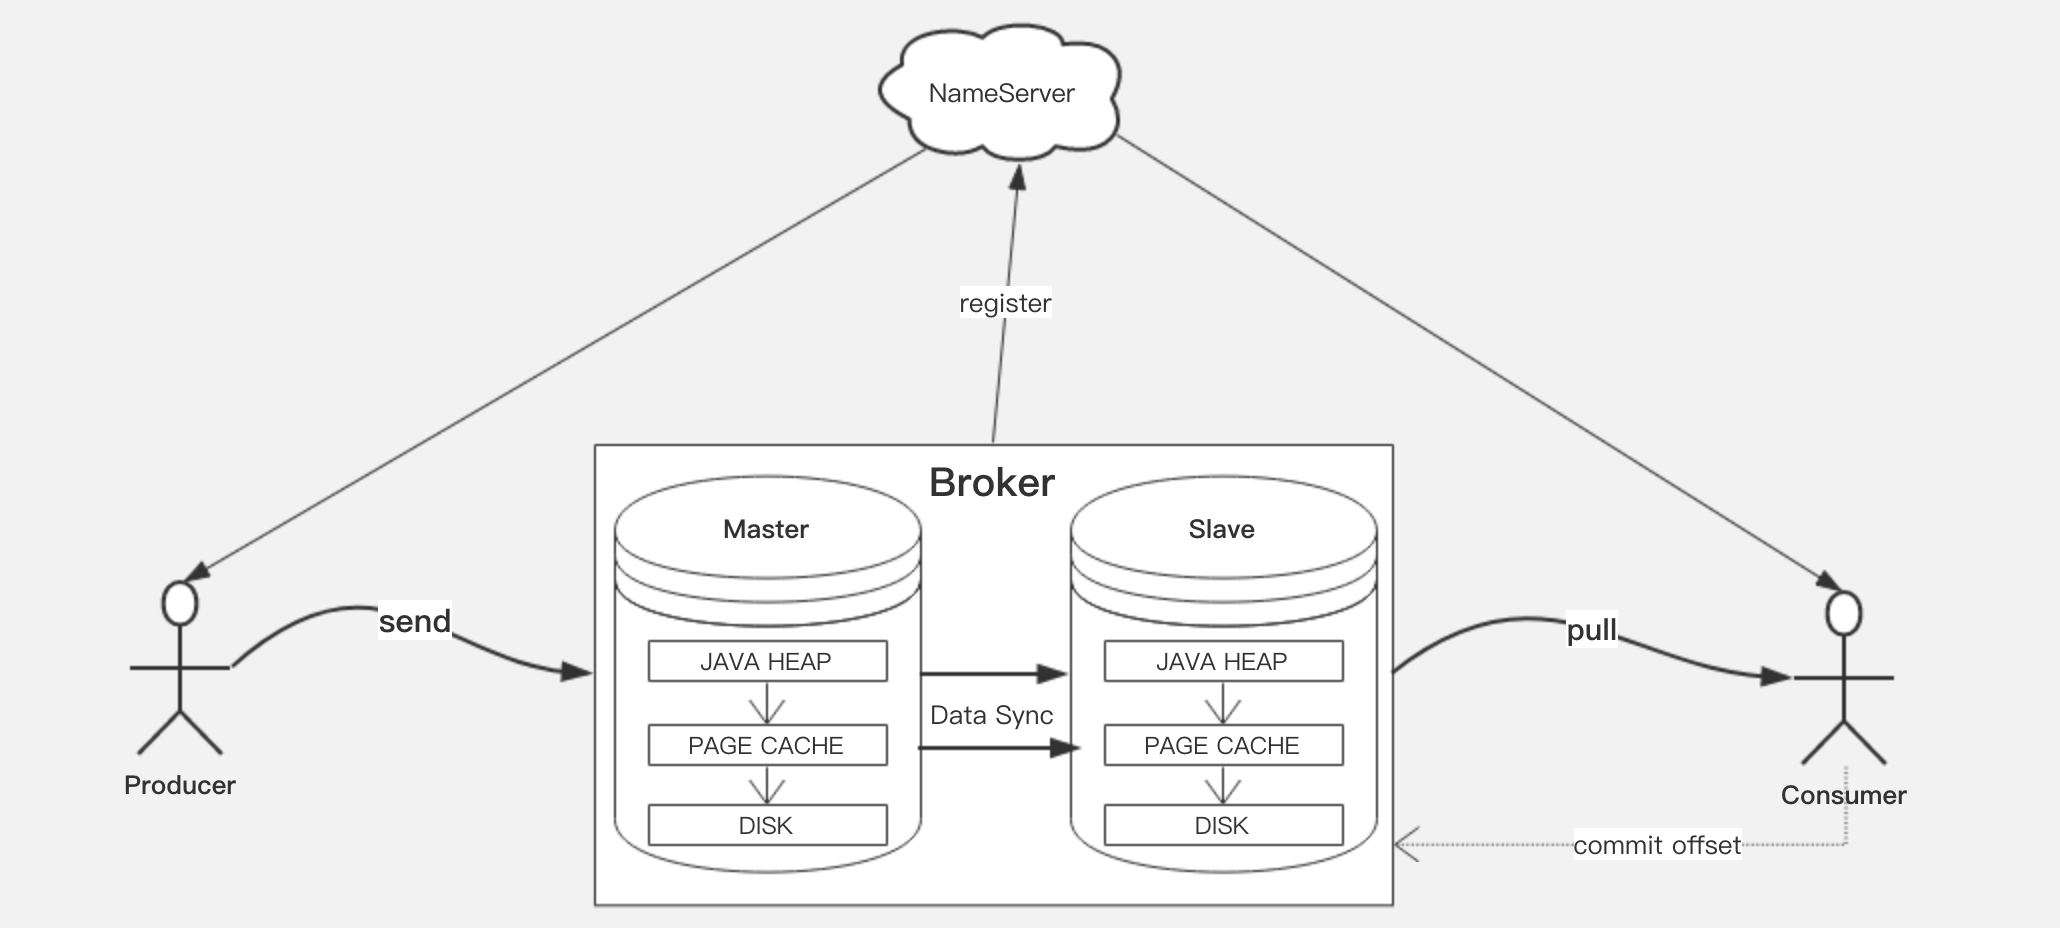 NameServer
register
Broker
Master
Slave
send
pull
JAVA HEAP
JAVA HEAP
Data Sync
PAGE CACHE
PAGE CACHE
DISK
DISK
Producer
Consumer
commit offset